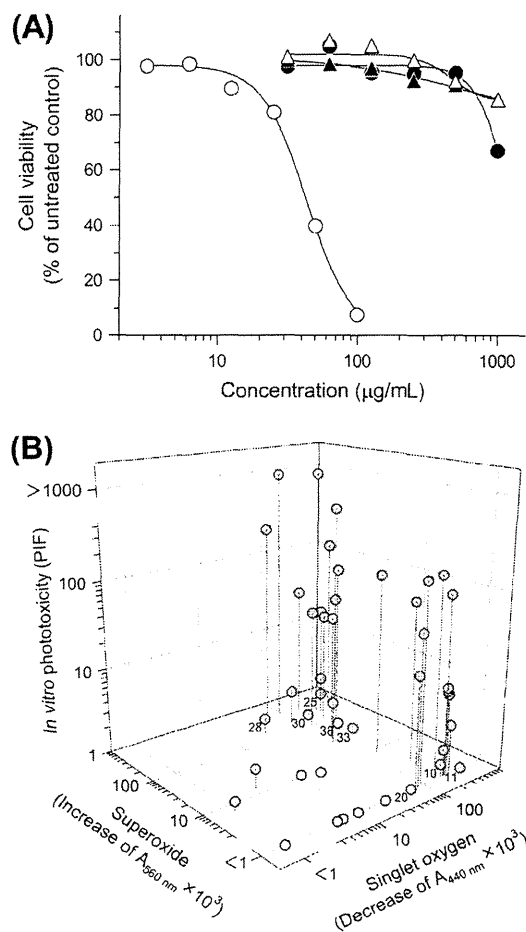 (A)
Cell viability
(% of untreated control)
100
80
60
40
20
0
10
100
1000
Concentration (μg/mL)
(B)
In vitro phototoxicity (PIF)
>1000
100
10
1
28
30
25
36
33
20
10
11
100
10
<1
Superoxide
(Increase of A560 nm × 10³)
<1
10
100
Singlet oxygen
(Decrease of A440 nm × 10³)